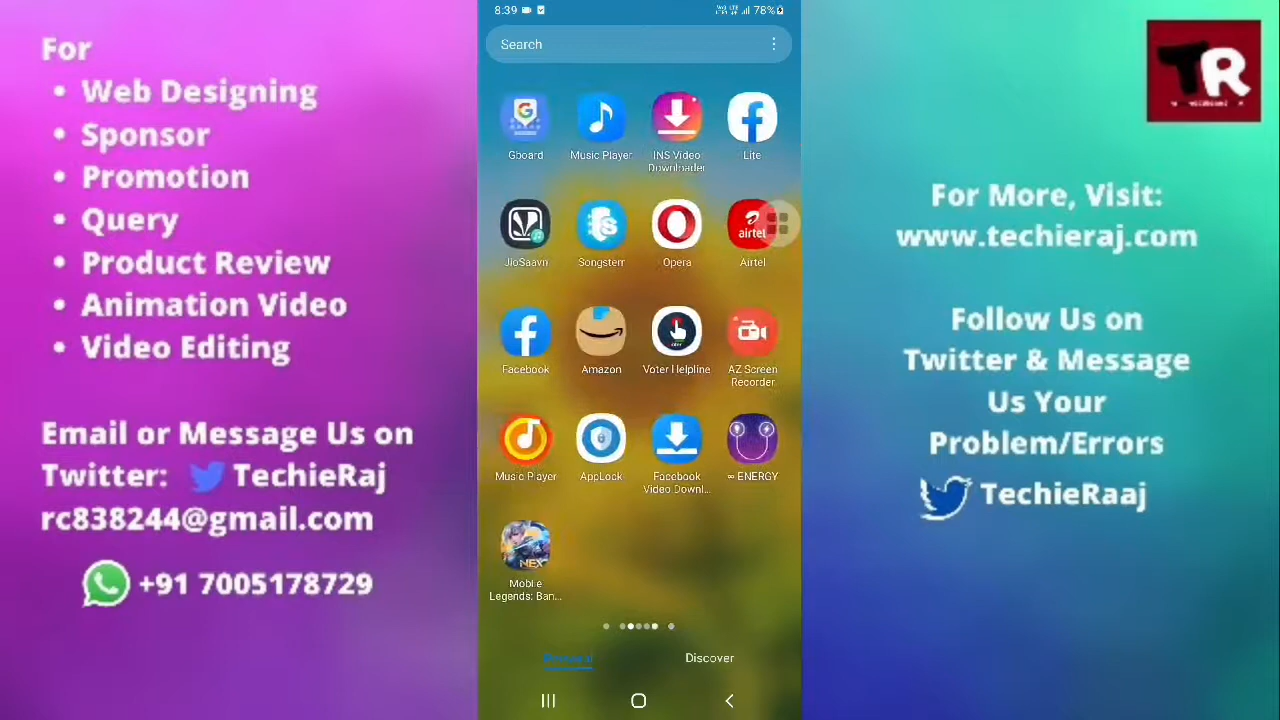 For
• Web Designing
• Sponsor
• Promotion
• Query
• Product Review
• Animation Video
• Video Editing
Email or Message Us on
Twitter: TechieRaj
rc838244@gmail.com
+91 7005178729
8:39
78%
Search
Gboard
Music Player
INS Video
Downloader
Lite
JioSaavn
Songsterr
Opera
airtel
Airtel
Facebook
Amazon
Voter Helpline
AZ Screen
Recorder
Music Player
AppLock
Facebook
Video Downl...
∞ ENERGY
NEX
Mobile
Legends: Ban...
Discover
TR
For More, Visit:
www.techieraj.com
Follow Us on
Twitter & Message
Us Your
Problem/Errors
TechieRaaj